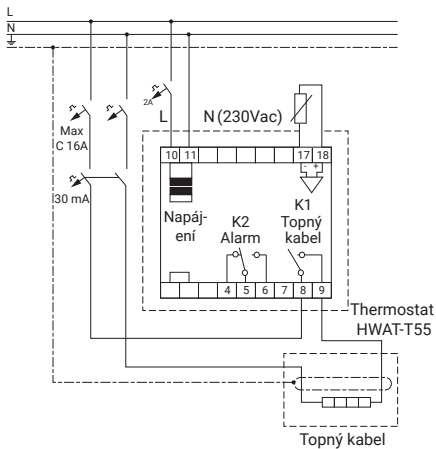 L
N
2A
L
N (230Vac)
Max
C 16A
10 11
17 18
- +
30 mA
Napáj-
ení
K2
Alarm
K1
Topný
kabel
4 5 6 7 8 9
Thermostat
HWAT-T55
Topný kabel